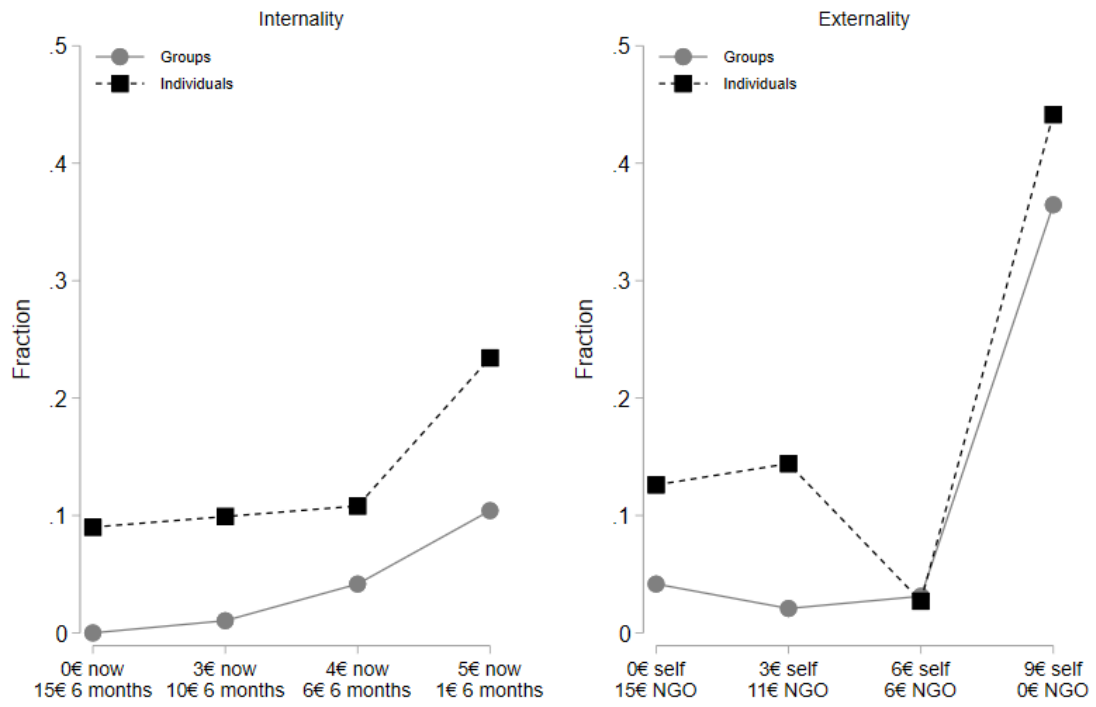 Internality
.5
.4
.3
.2
.1
0
Fraction
Groups
Individuals
0€ now
15€ 6 months
3€ now
10€ 6 months
4€ now
6€ 6 months
5€ now
1€ 6 months
Externality
.5
.4
.3
.2
.1
0
Fraction
Groups
Individuals
0€ self
15€ NGO
3€ self
11€ NGO
6€ self
6€ NGO
9€ self
0€ NGO